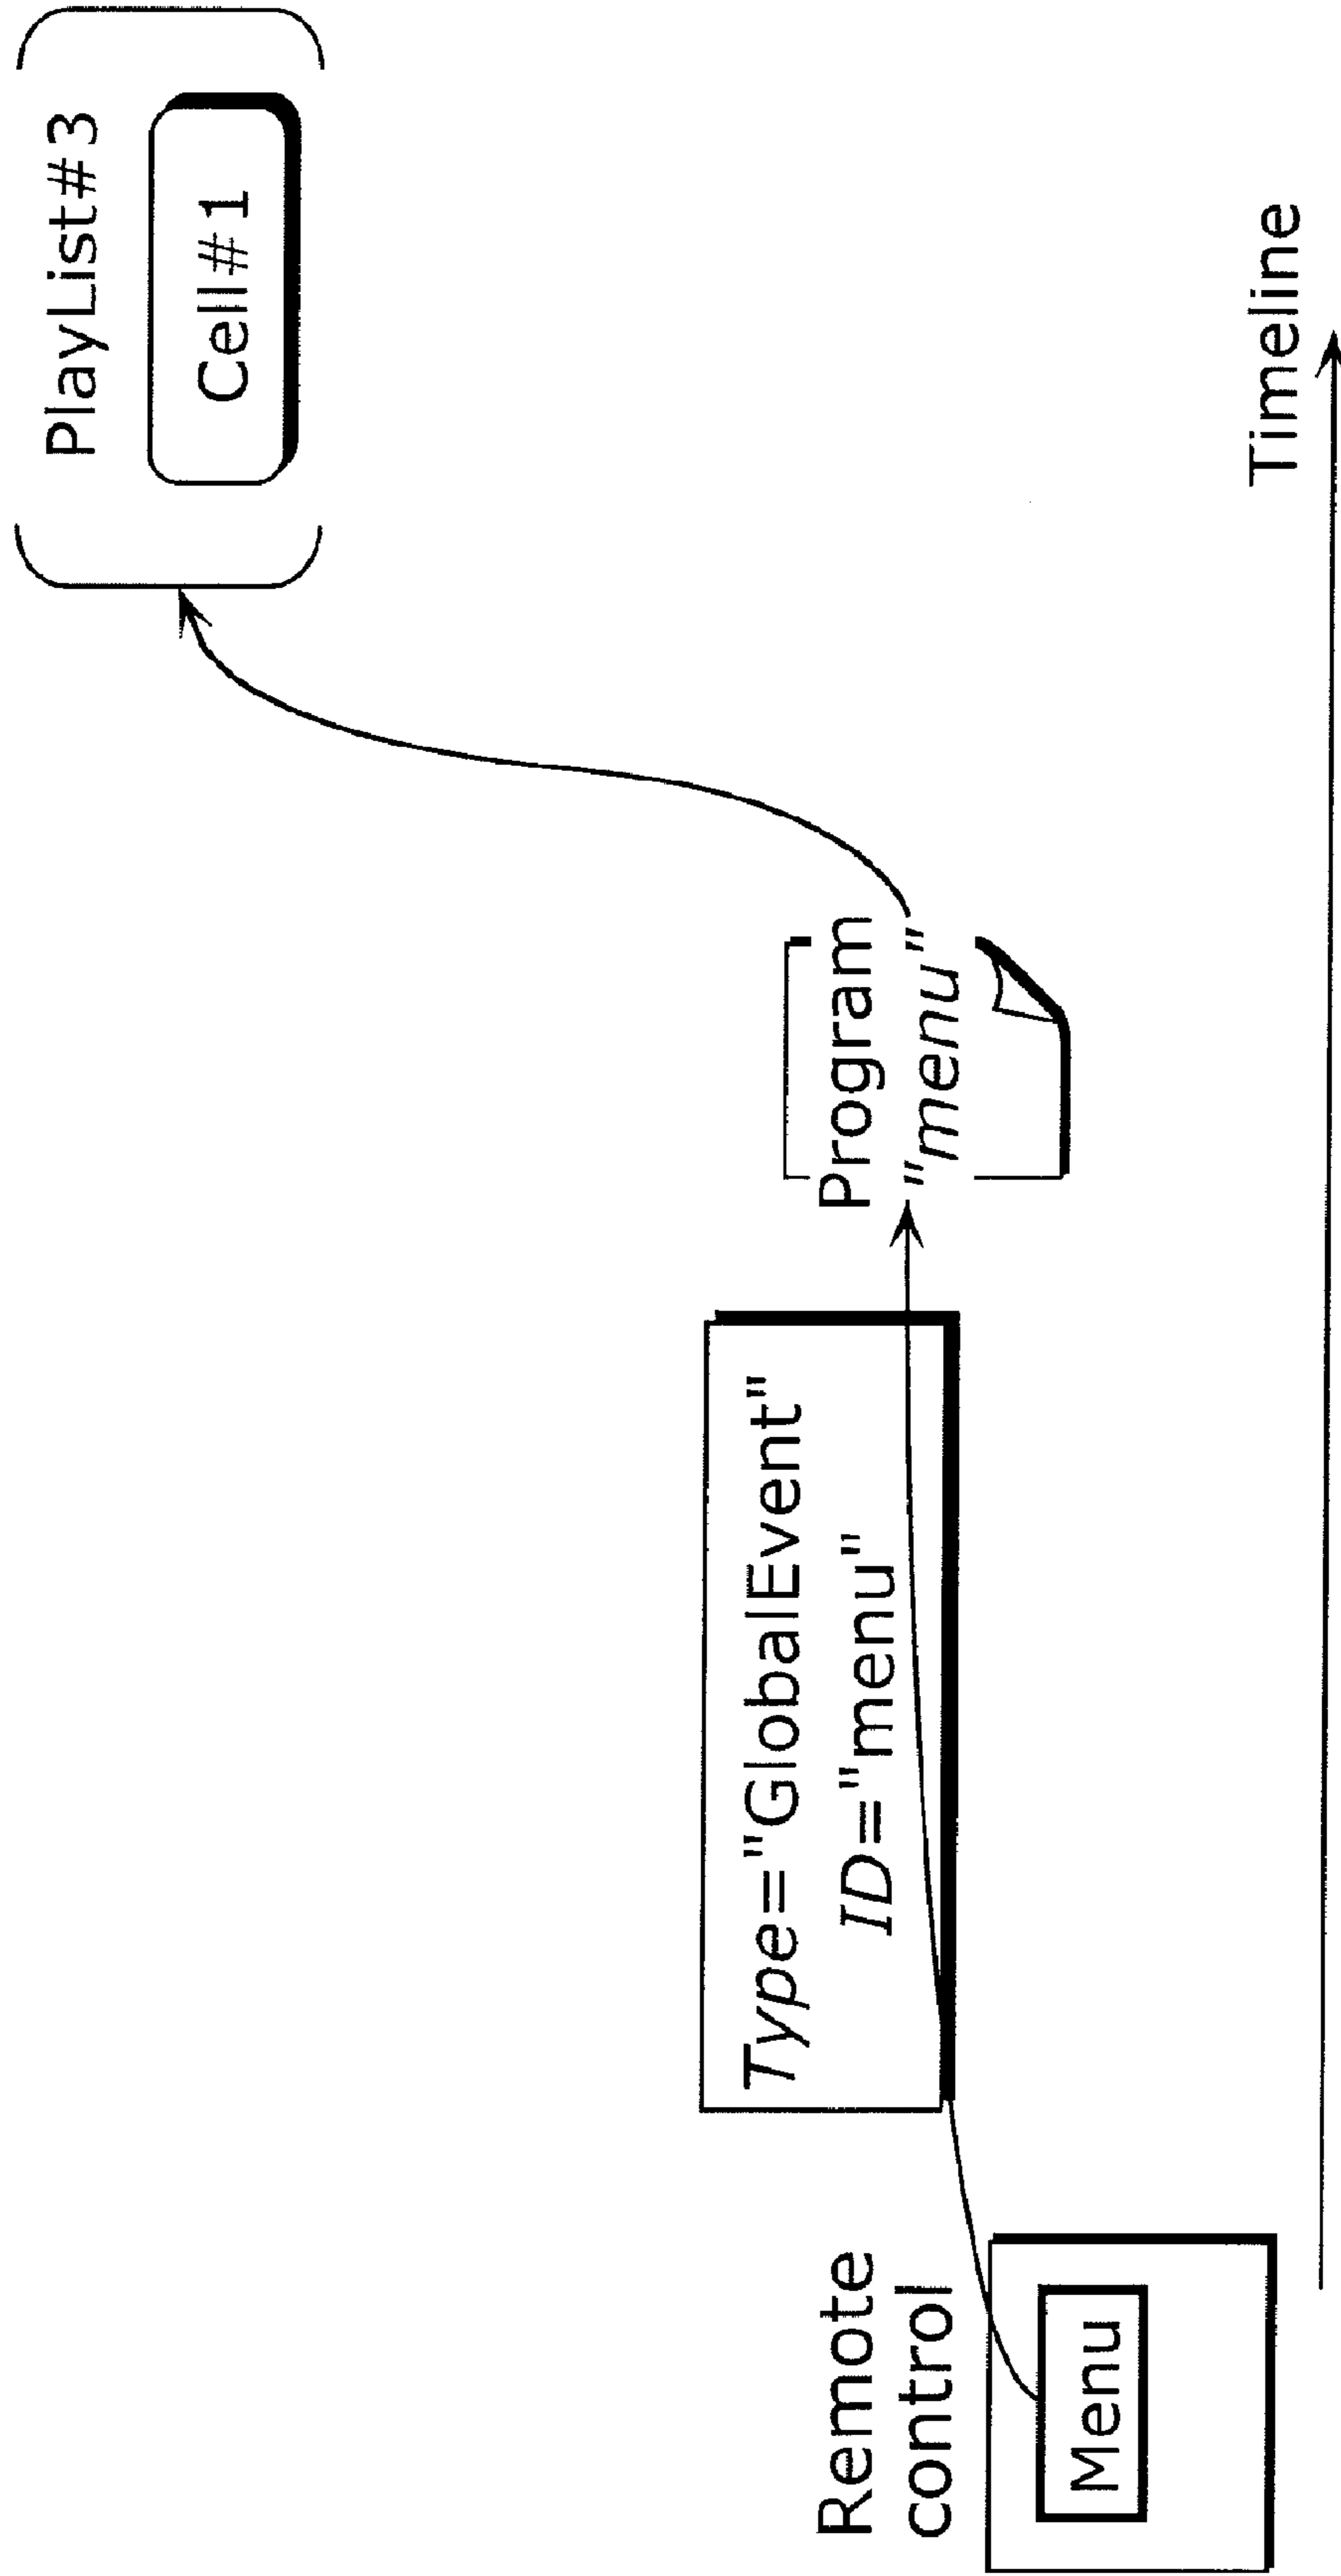 Remote
control
Menu
Type="GlobalEvent"
ID="menu"
Program
"menu"
PlayList#3
Cell#1
Timeline